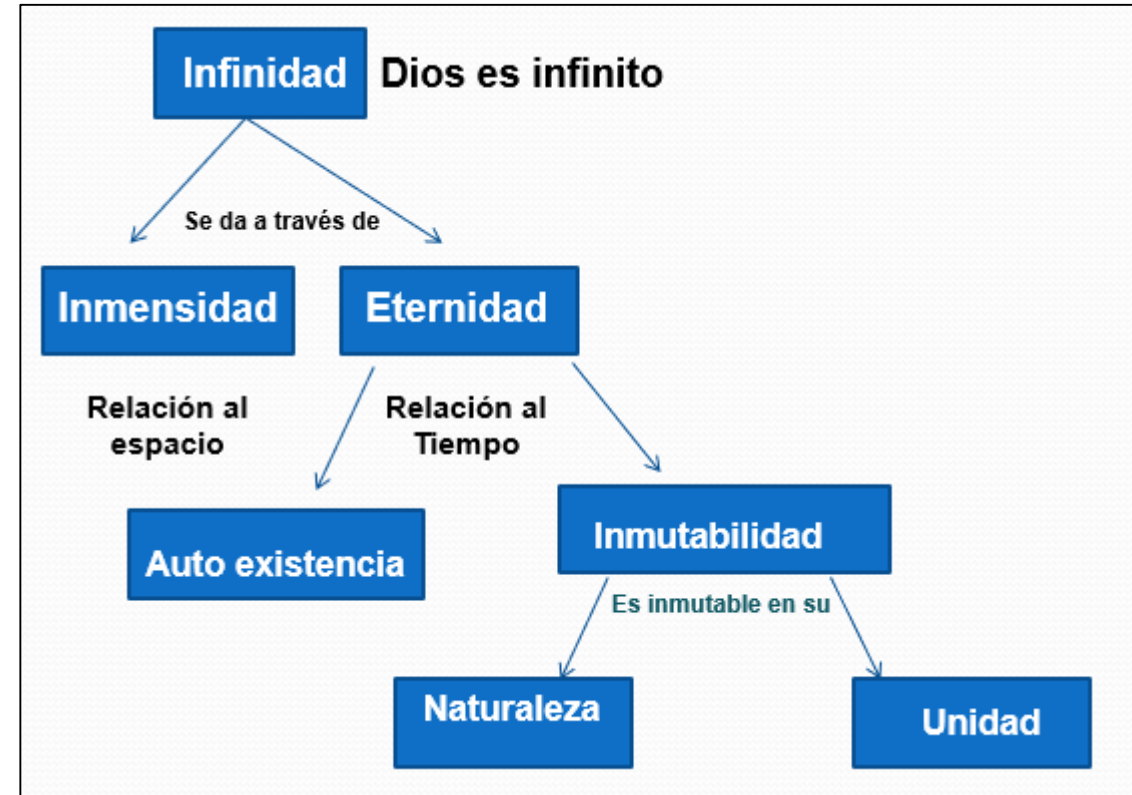 Infinidad Dios es infinito
Se da a través de
Inmensidad
Eternidad
Relación al
espacio
Relación al
Tiempo
Auto existencia
Inmutabilidad
Es inmutable en su
Naturaleza
Unidad